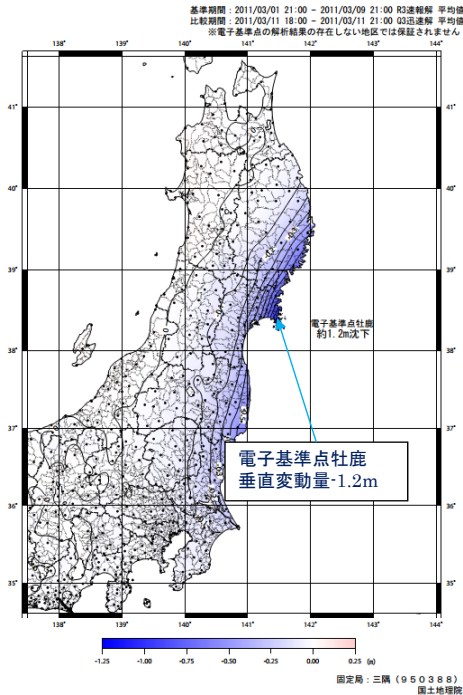 基準期間：2011/03/01 21:00 - 2011/03/09 21:00 R3速報解 平均値
比較期間：2011/03/11 18:00 - 2011/03/11 21:00 Q3迅速解 平均値
※電子基準点の解析結果の存在しない地区では保証されません
138° 139° 140° 141° 142° 143° 144°
41°
40°
39°
電子基準点牡鹿
約1.2m沈下
38°
37°
電子基準点牡鹿
垂直変動量-1.2m
36°
35°
138° 139° 140° 141° 142° 143° 144°
-1.25 -1.00 -0.75 -0.50 -0.25 0.00 0.25 (m)
固定局：三隅（950388）
国土地理院